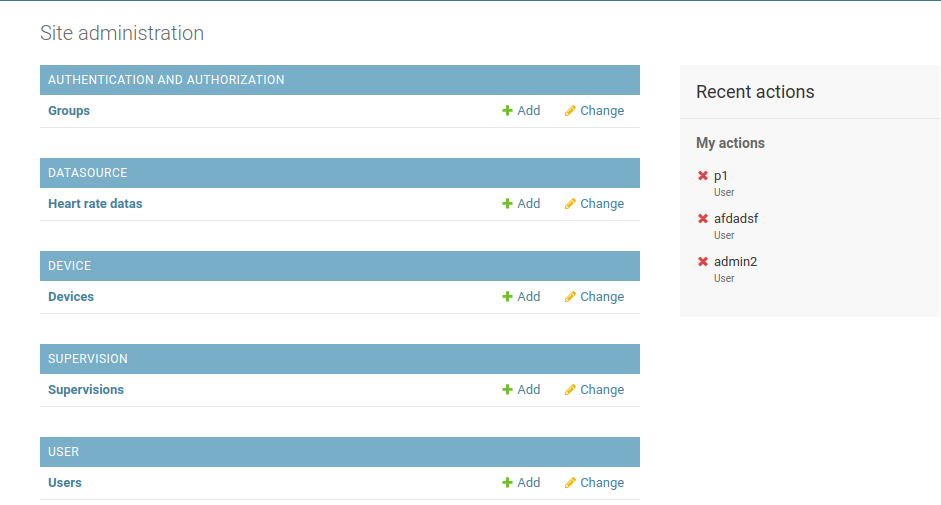 Site administration
AUTHENTICATION AND AUTHORIZATION
Groups Add Change
DATASOURCE
Heart rate datas Add Change
DEVICE
Devices Add Change
SUPERVISION
Supervisions Add Change
USER
Users Add Change
Recent actions
My actions
p1
User
afdadsf
User
admin2
User